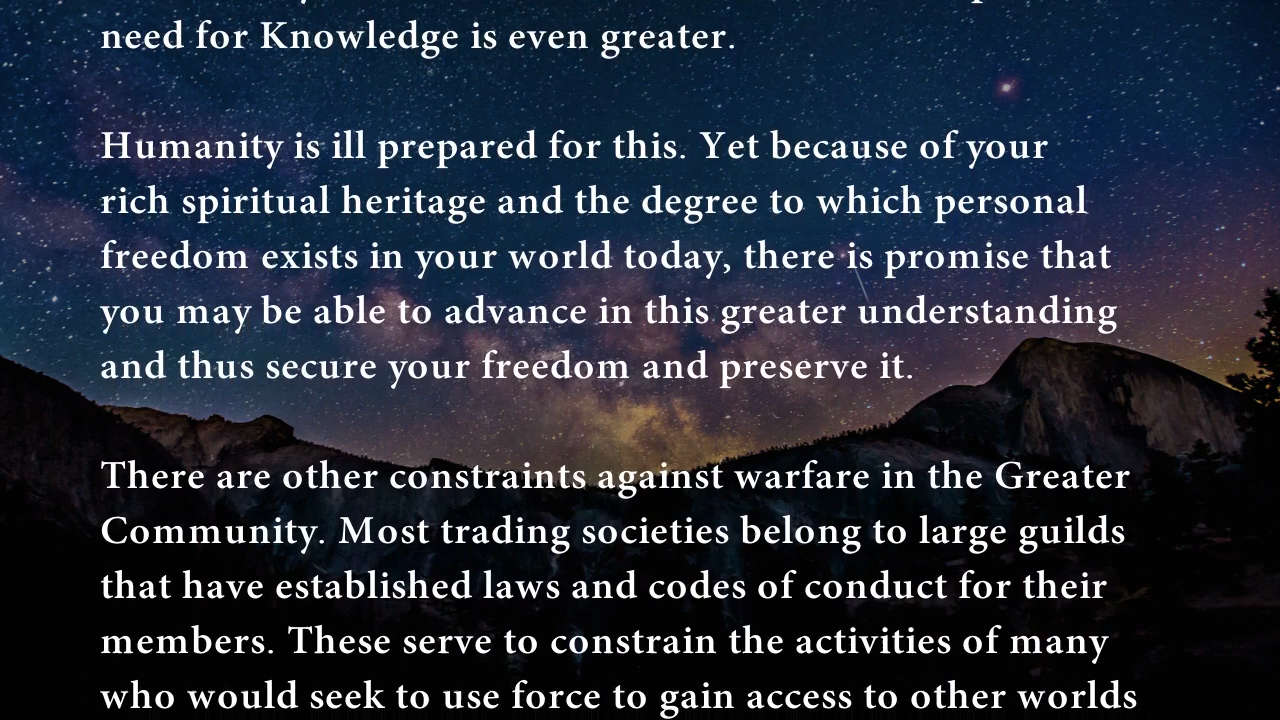 need for Knowledge is even greater.
Humanity is ill prepared for this. Yet because of your
rich spiritual heritage and the degree to which personal
freedom exists in your world today, there is promise that
you may be able to advance in this greater understanding
and thus secure your freedom and preserve it.
There are other constraints against warfare in the Greater
Community. Most trading societies belong to large guilds
that have established laws and codes of conduct for their
members. These serve to constrain the activities of many
who would seek to use force to gain access to other worlds